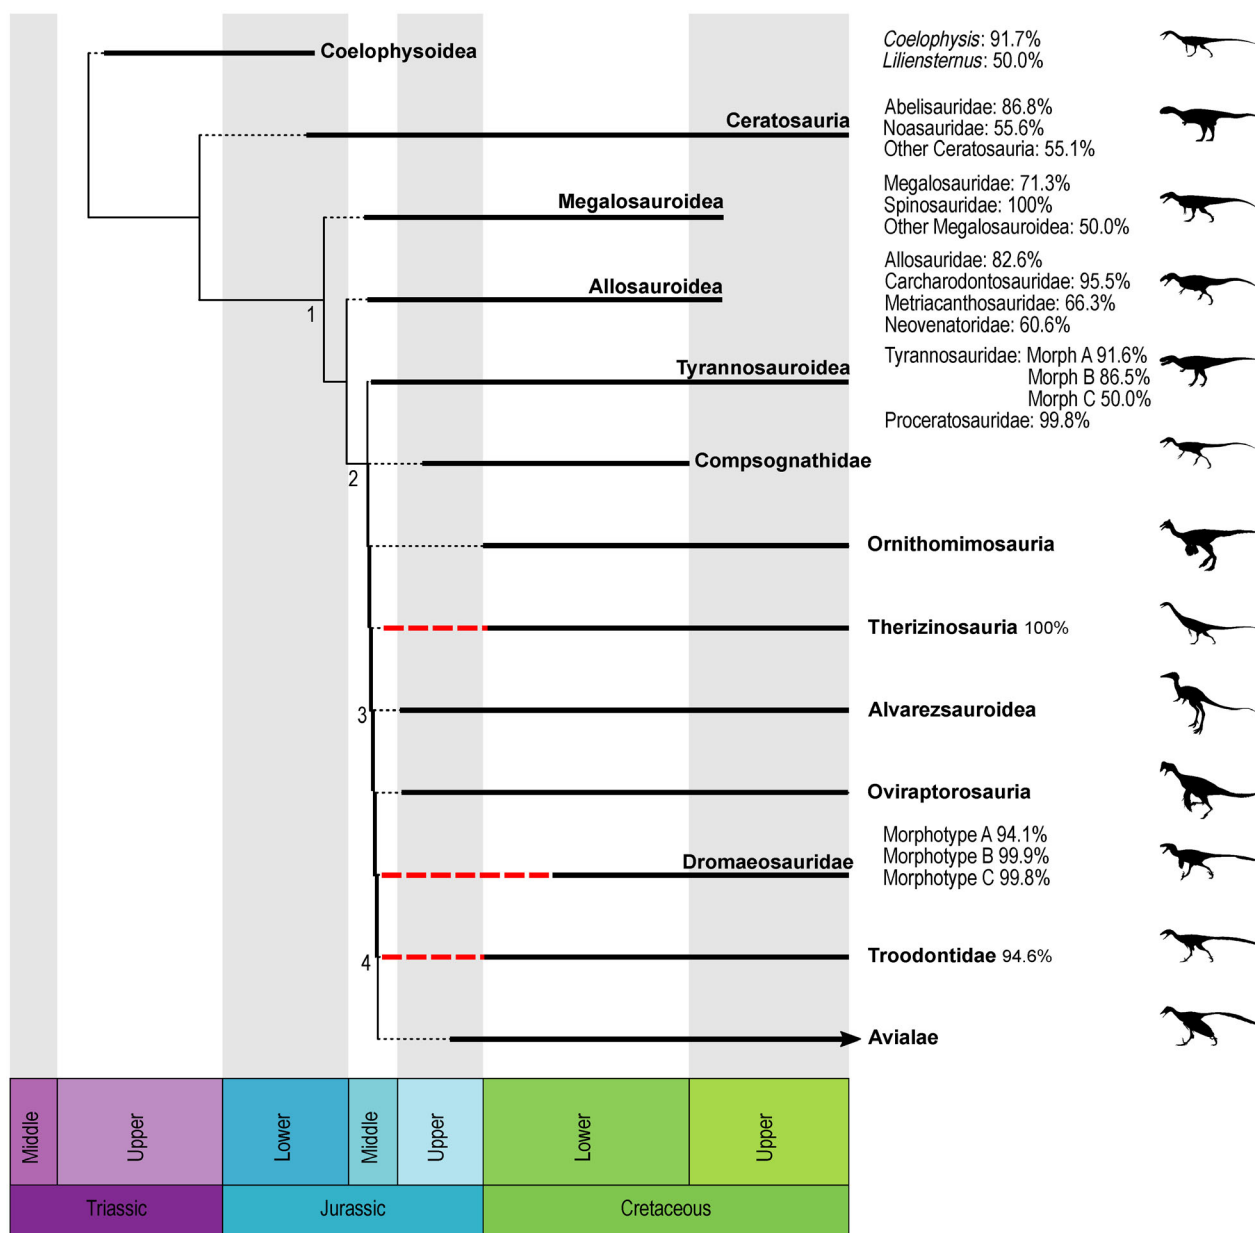 Coelophysoidea
Coelophysis: 91.7%
Liliensternus: 50.0%
Ceratosauria
Abelisauridae: 86.8%
Noasauridae: 55.6%
Other Ceratosauria: 55.1%
Megalosauroidea
Megalosauridae: 71.3%
Spinosauridae: 100%
Other Megalosauroidea: 50.0%
Allosauroidea
Allosauridae: 82.6%
Carcharodontosauridae: 95.5%
Metriacanthosauridae: 66.3%
Neovenatoridae: 60.6%
1
Tyrannosauroidea
Tyrannosauridae: Morph A 91.6%
Morph B 86.5%
Morph C 50.0%
Proceratosauridae: 99.8%
Compsognathidae
2
Ornithomimosauria
Therizinosauria 100%
Alvarezsauroidea
3
Oviraptorosauria
Dromaeosauridae
Morphotype A 94.1%
Morphotype B 99.9%
Morphotype C 99.8%
Troodontidae 94.6%
4
Avialae
Middle
Upper
Lower
Middle
Upper
Lower
Upper
Triassic
Jurassic
Cretaceous